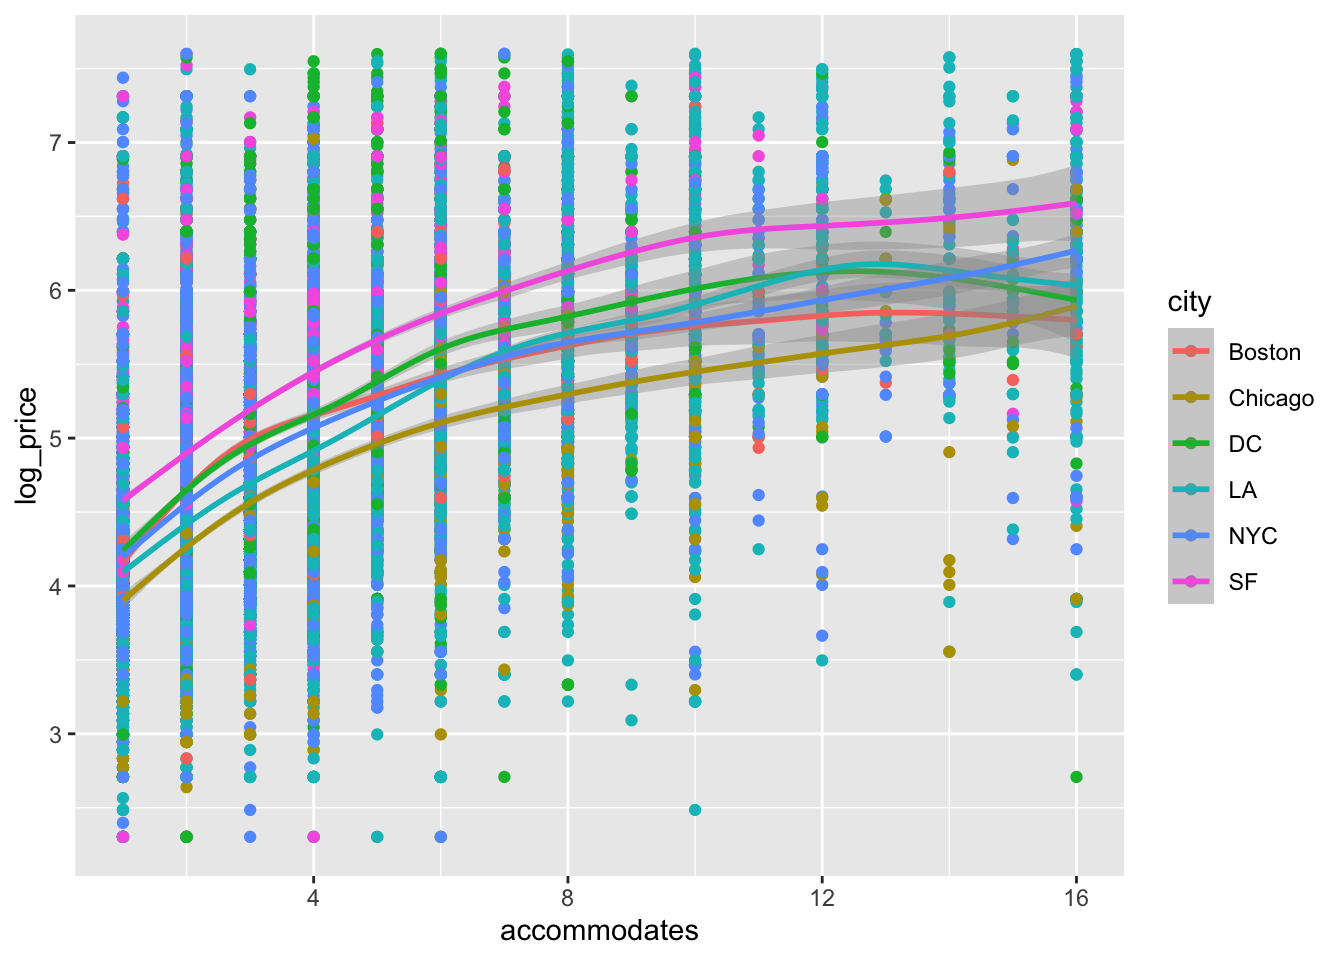 7
6
5
4
3
log_price
4 8 12 16
accommodates
city
Boston
Chicago
DC
LA
NYC
SF